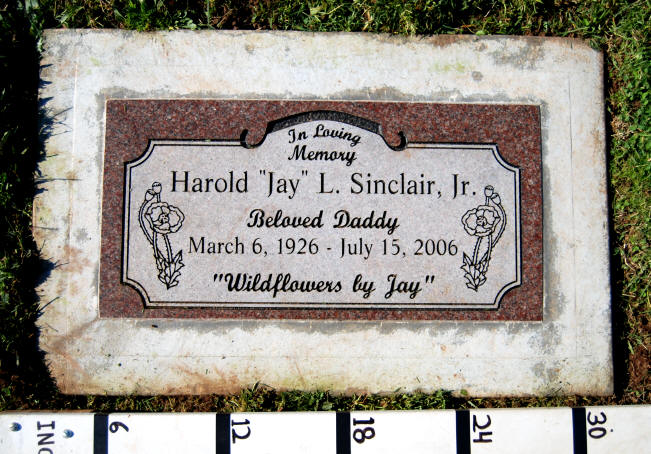 In Loving
Memory
Harold "Jay" L. Sinclair, Jr.
Beloved Daddy
March 6, 1926 - July 15, 2006
"Wildflowers by Jay"
INC
6
12
18
24
30